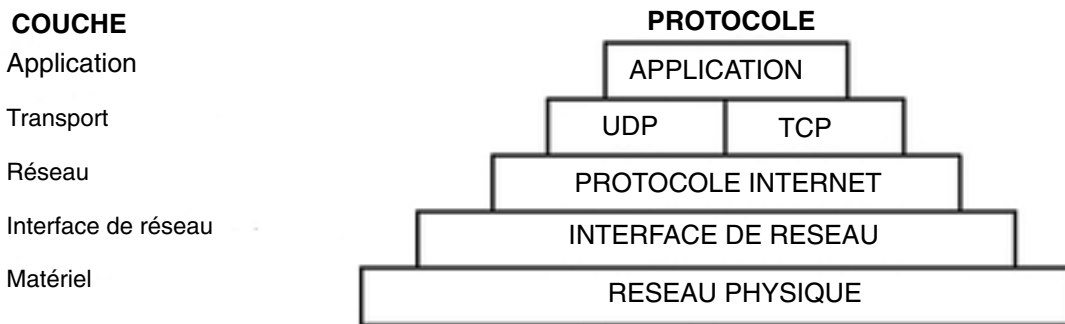 COUCHE PROTOCOLE
Application APPLICATION
Transport UDP TCP
Réseau PROTOCOLE INTERNET
Interface de réseau INTERFACE DE RESEAU
Matériel RESEAU PHYSIQUE